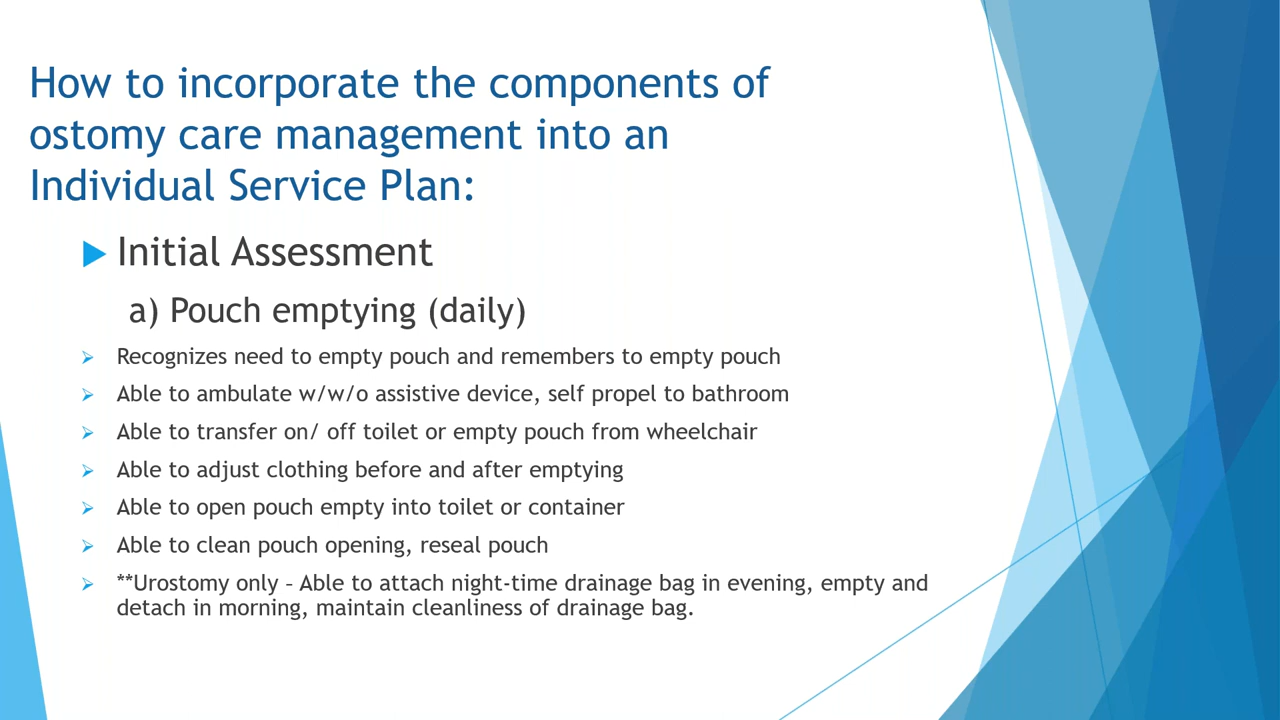 How to incorporate the components of
ostomy care management into an
Individual Service Plan:
Initial Assessment
a) Pouch emptying (daily)
Recognizes need to empty pouch and remembers to empty pouch
Able to ambulate w/w/o assistive device, self propel to bathroom
Able to transfer on/ off toilet or empty pouch from wheelchair
Able to adjust clothing before and after emptying
Able to open pouch empty into toilet or container
Able to clean pouch opening, reseal pouch
**Urostomy only – Able to attach night-time drainage bag in evening, empty and
detach in morning, maintain cleanliness of drainage bag.